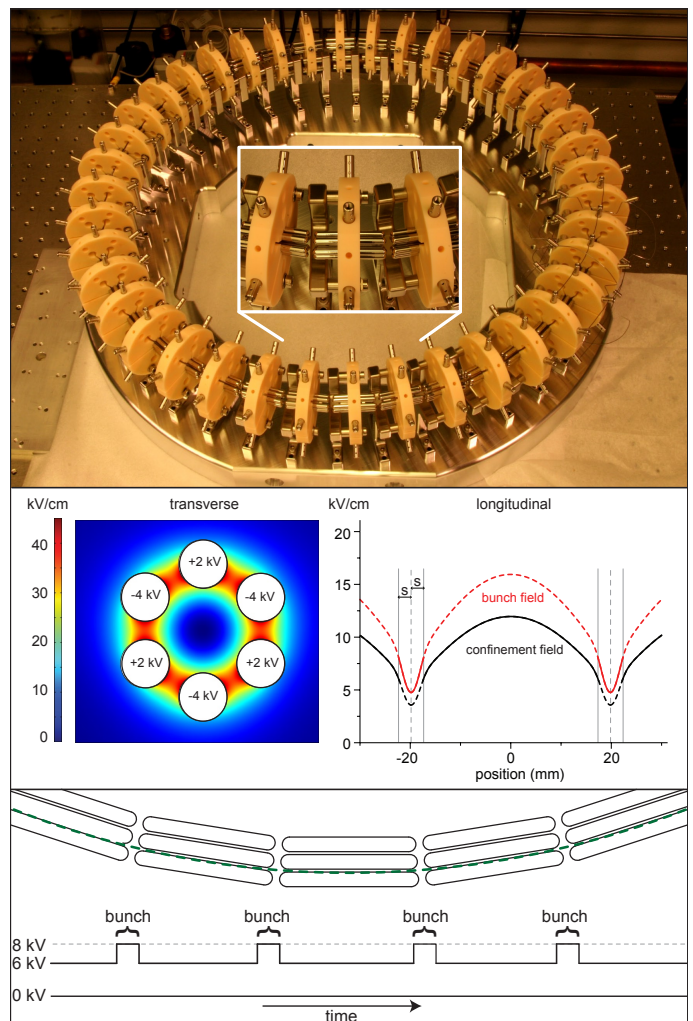 kV/cm transverse kV/cm longitudinal
40
30
20
10
0
+2 kV
-4 kV -4 kV
+2 kV +2 kV
-4 kV
20
15
10
5
0
s
s
bunch field
confinement field
-20 0 20
position (mm)
bunch bunch bunch bunch
8 kV
6 kV
0 kV
time